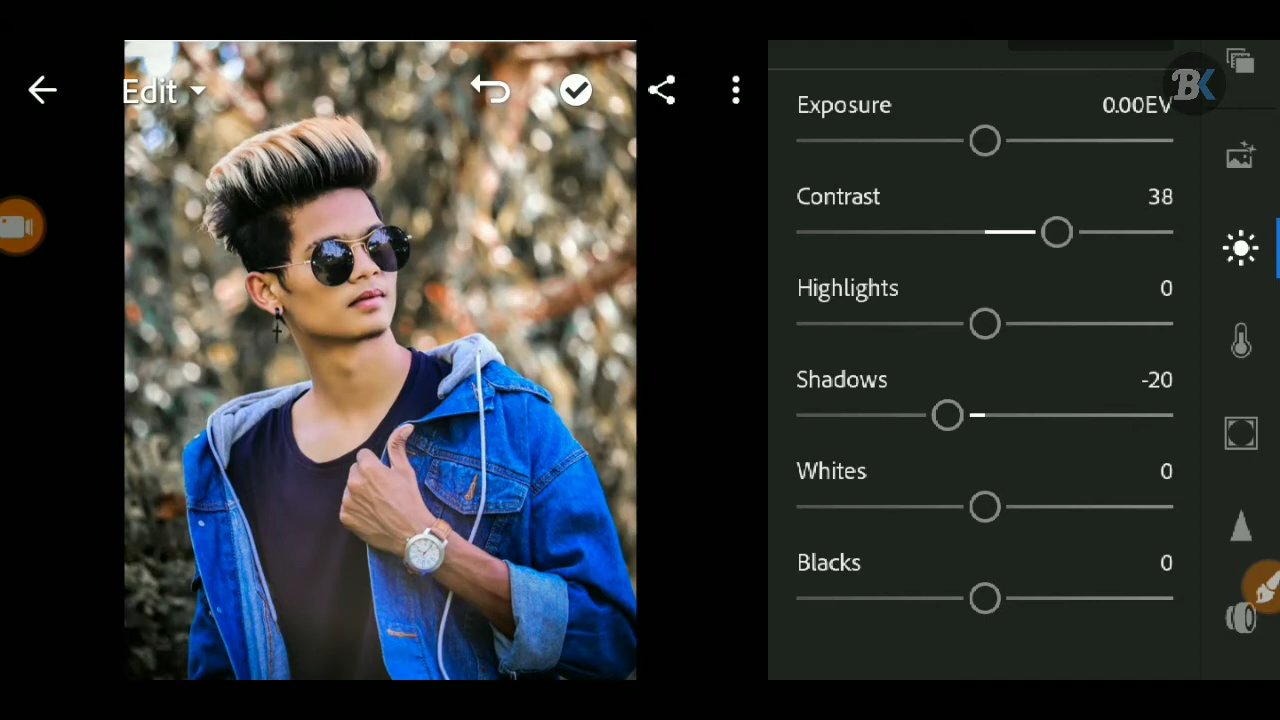 Edit
BK
Exposure 0.00EV
Contrast 38
Highlights 0
Shadows -20
Whites 0
Blacks 0